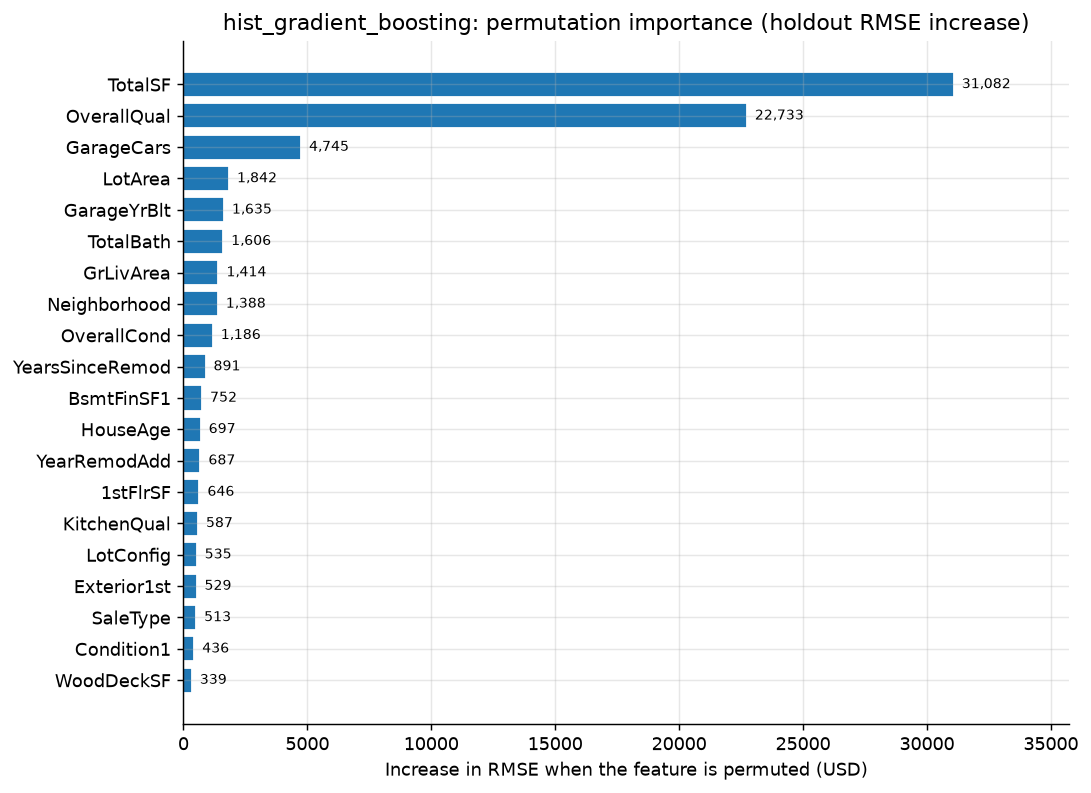 hist_gradient_boosting: permutation importance (holdout RMSE increase)
TotalSF 31,082
OverallQual 22,733
GarageCars 4,745
LotArea 1,842
GarageYrBlt 1,635
TotalBath 1,606
GrLivArea 1,414
Neighborhood 1,388
OverallCond 1,186
YearsSinceRemod 891
BsmtFinSF1 752
HouseAge 697
YearRemodAdd 687
1stFlrSF 646
KitchenQual 587
LotConfig 535
Exterior1st 529
SaleType 513
Condition1 436
WoodDeckSF 339
0 5000 10000 15000 20000 25000 30000 35000
Increase in RMSE when the feature is permuted (USD)